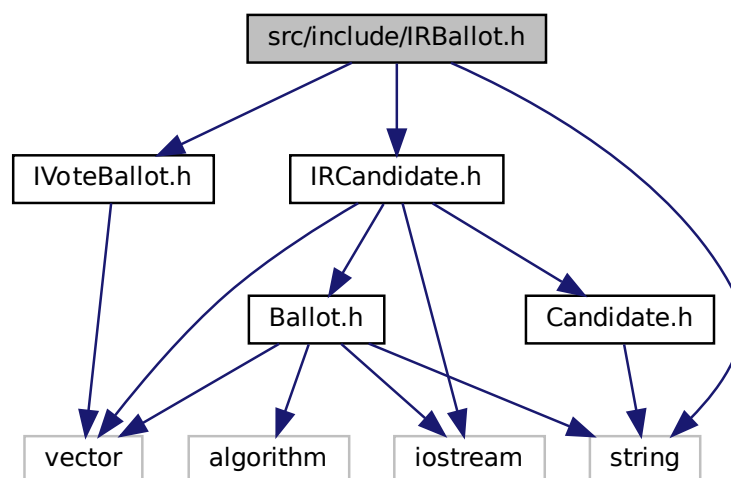 src/include/IRBallot.h
IVoteBallot.h
IRCandidate.h
Ballot.h
Candidate.h
vector
algorithm
iostream
string